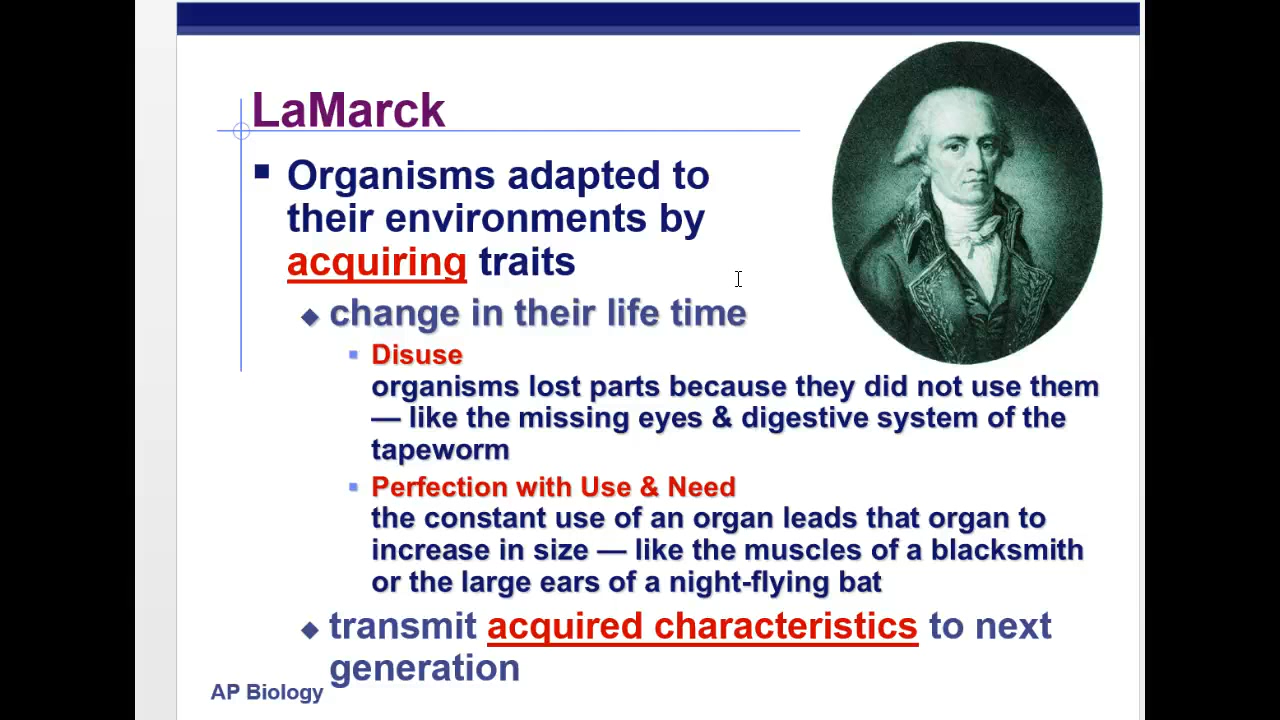 LaMarck
Organisms adapted to
their environments by
acquiring traits
change in their life time
Disuse
organisms lost parts because they did not use them
— like the missing eyes & digestive system of the
tapeworm
Perfection with Use & Need
the constant use of an organ leads that organ to
increase in size — like the muscles of a blacksmith
or the large ears of a night-flying bat
transmit acquired characteristics to next
generation
AP Biology